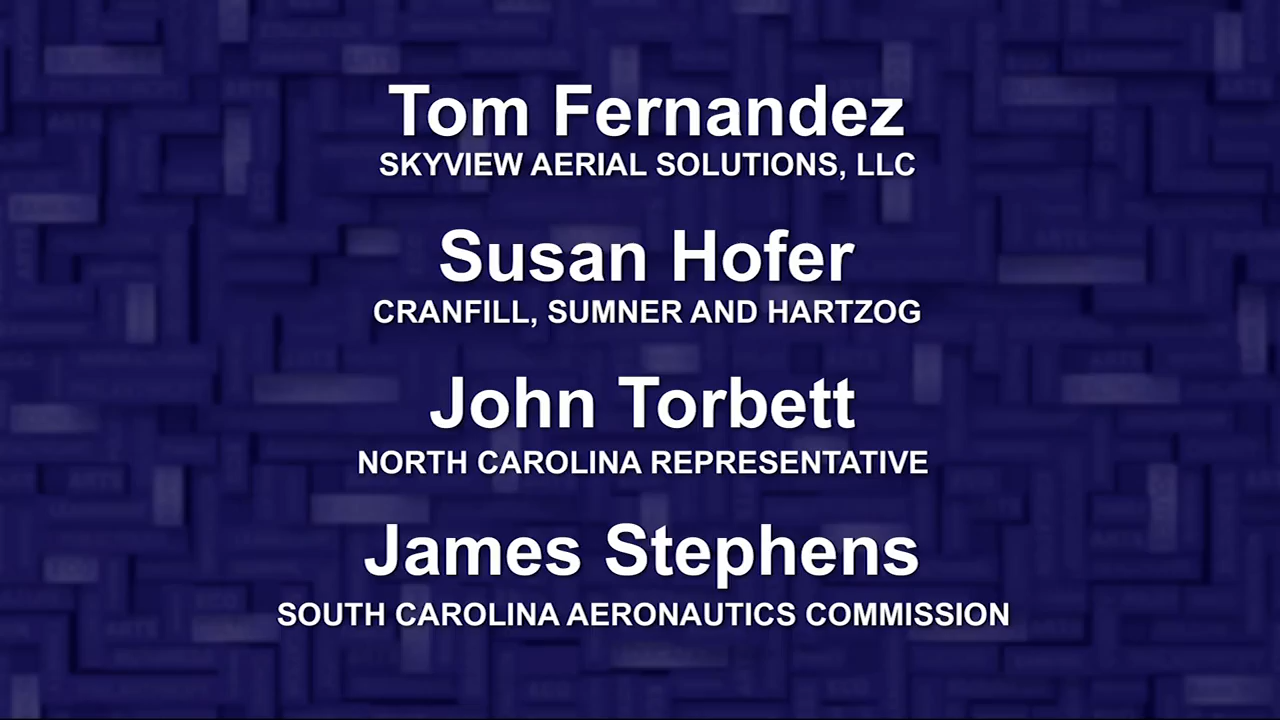 Tom Fernandez
SKYVIEW AERIAL SOLUTIONS, LLC
Susan Hofer
CRANFILL, SUMNER AND HARTZOG
John Torbett
NORTH CAROLINA REPRESENTATIVE
James Stephens
SOUTH CAROLINA AERONAUTICS COMMISSION